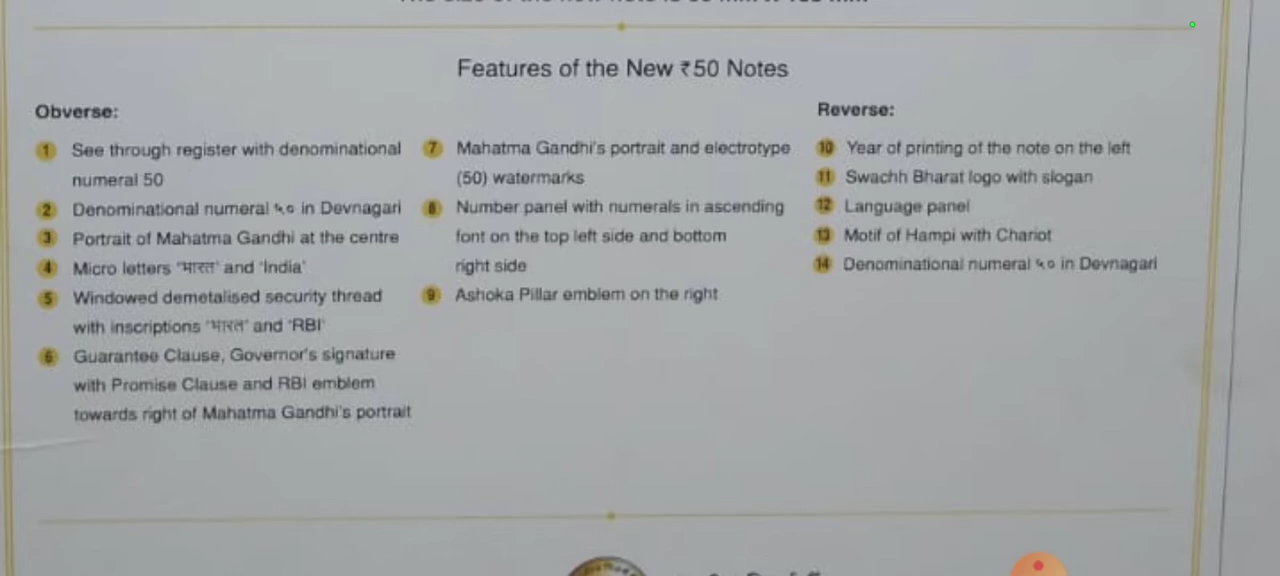 Features of the New ₹50 Notes
Obverse:
1 See through register with denominational
numeral 50
2 Denominational numeral ५० in Devnagari
3 Portrait of Mahatma Gandhi at the centre
4 Micro letters 'भारत' and 'India'
5 Windowed demetalised security thread
with inscriptions 'भारत' and 'RBI'
6 Guarantee Clause, Governor's signature
with Promise Clause and RBI emblem
towards right of Mahatma Gandhi's portrait
7 Mahatma Gandhi's portrait and electrotype
(50) watermarks
8 Number panel with numerals in ascending
font on the top left side and bottom
right side
9 Ashoka Pillar emblem on the right
Reverse:
10 Year of printing of the note on the left
11 Swachh Bharat logo with slogan
12 Language panel
13 Motif of Hampi with Chariot
14 Denominational numeral ५० in Devnagari